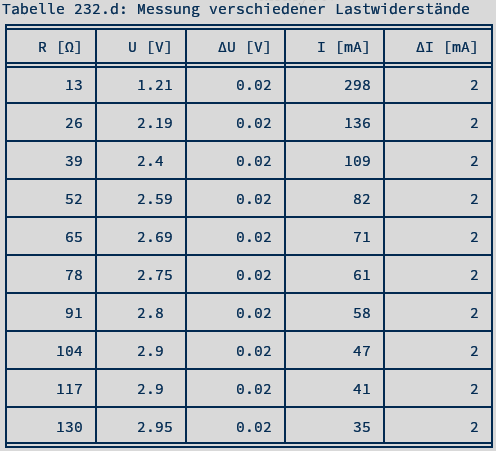 Tabelle 232.d: Messung verschiedener Lastwiderstände
R [Ω] U [V] ΔU [V] I [mA] ΔI [mA]
13 1.21 0.02 298 2
26 2.19 0.02 136 2
39 2.4 0.02 109 2
52 2.59 0.02 82 2
65 2.69 0.02 71 2
78 2.75 0.02 61 2
91 2.8 0.02 58 2
104 2.9 0.02 47 2
117 2.9 0.02 41 2
130 2.95 0.02 35 2